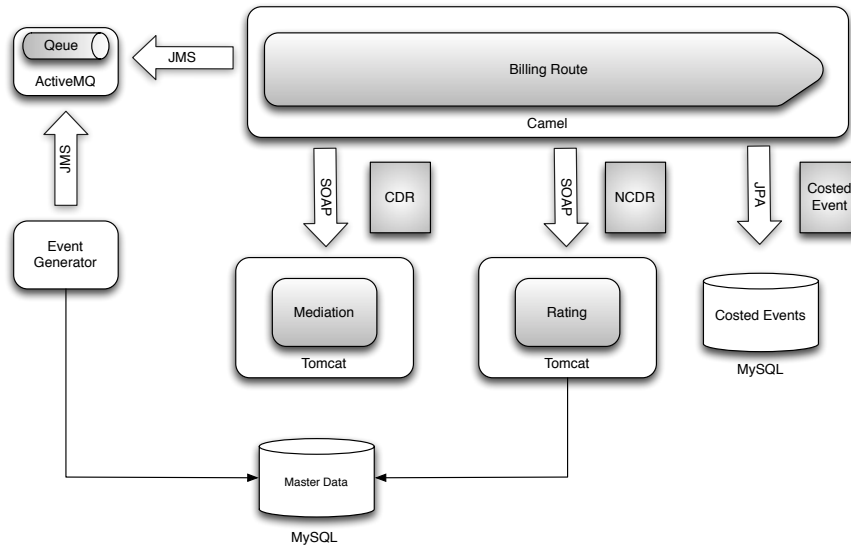 Qeue
ActiveMQ
JMS
Billing Route
Camel
JMS
SOAP
CDR
SOAP
NCDR
JPA
Costed
Event
Event
Generator
Mediation
Tomcat
Rating
Tomcat
Costed Events
MySQL
Master Data
MySQL